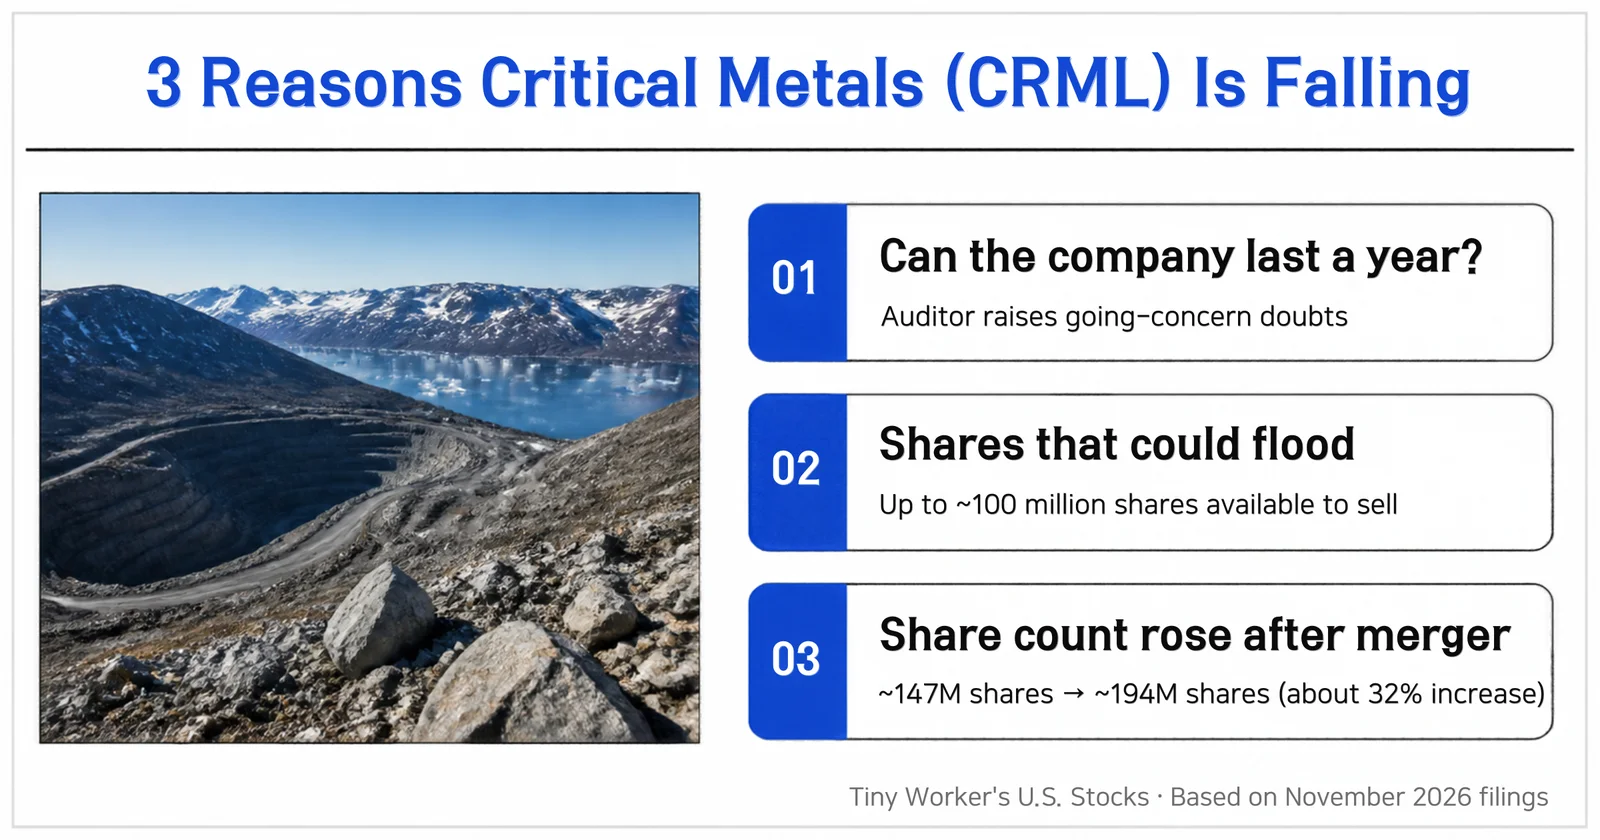 3 Reasons Critical Metals (CRML) Is Falling
01
Can the company last a year?
Auditor raises going-concern doubts
02
Shares that could flood
Up to ~100 million shares available to sell
03
Share count rose after merger
~147M shares → ~194M shares (about 32% increase)
Tiny Worker's U.S. Stocks · Based on November 2026 filings